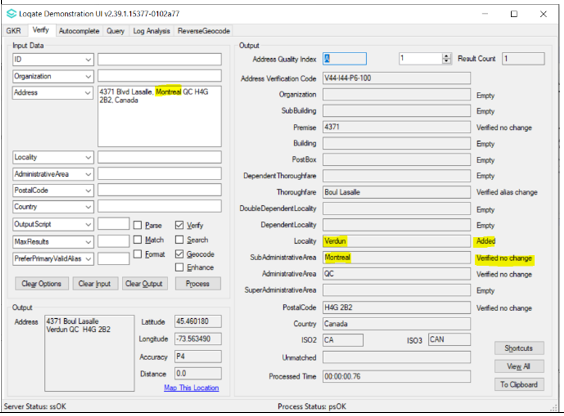 Loqate Demonstration UI v2.39.1.15377-0102a77
GKR Verify Autocomplete Query Log Analysis ReverseGeocode
Input Data
ID
Organization
Address
4371 Blvd Lasalle, Montreal QC H4G
2B2, Canada
Locality
AdministrativeArea
PostalCode
Country
OutputScript
MaxResults
PreferPrimaryValidAlias
Parse Verify
Match Search
Format Geocode
Enhance
Clear Options Clear Input Clear Output Process
Output
Address
4371 Boul Lasalle
Verdun QC H4G 2B2
Latitude 45.460180
Longitude -73.563490
Accuracy P4
Distance 0.0
Map This Location
Output
Address Quality Index A 1 Result Count 1
Address Verification Code V44-I44-P6-100
Organization Empty
SubBuilding Empty
Premise 4371 Verified no change
Building Empty
PostBox Empty
DependentThoroughfare Empty
Thoroughfare Boul Lasalle Verified alias change
DoubleDependentLocality Empty
DependentLocality Empty
Locality Verdun Added
SubAdministrativeArea Montreal Verified no change
AdministrativeArea QC Verified no change
SuperAdministrativeArea Empty
PostalCode H4G 2B2 Verified no change
Country Canada
ISO2 CA ISO3 CAN
Unmatched
Processed Time 00:00:00.76
Shortcuts
View All
To Clipboard
Server Status: ssOK Process Status: psOK